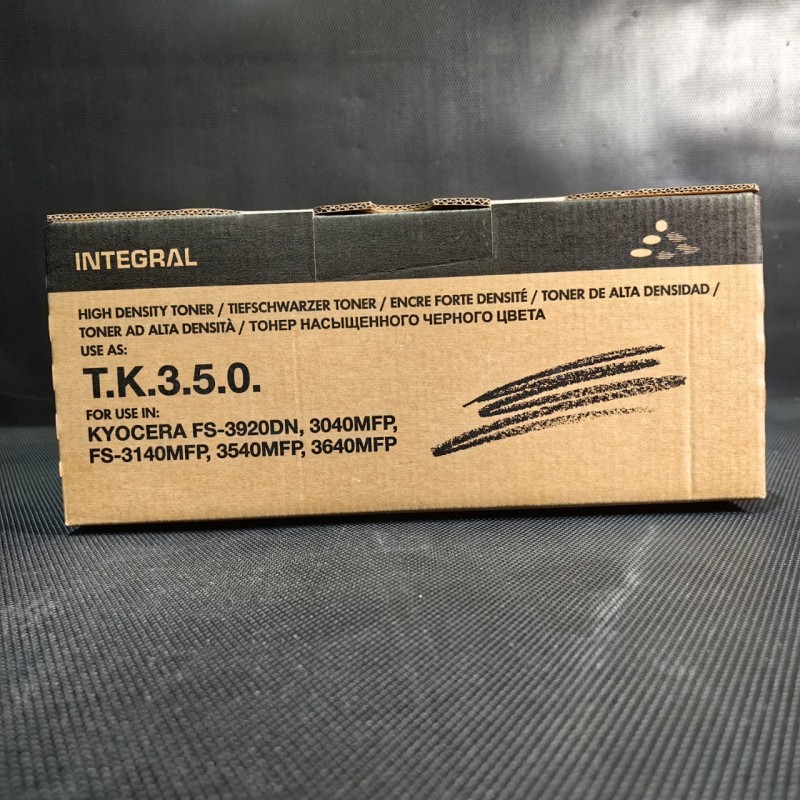 INTEGRAL
HIGH DENSITY TONER / TIEFSCHWARZER TONER / ENCRE FORTE DENSITÉ / TONER DE ALTA DENSIDAD /
TONER AD ALTA DENSITÀ / ТОНЕР НАСЫЩЕННОГО ЧЕРНОГО ЦВЕТА
USE AS:
T.K.3.5.0.
FOR USE IN:
KYOCERA FS-3920DN, 3040MFP,
FS-3140MFP, 3540MFP, 3640MFP